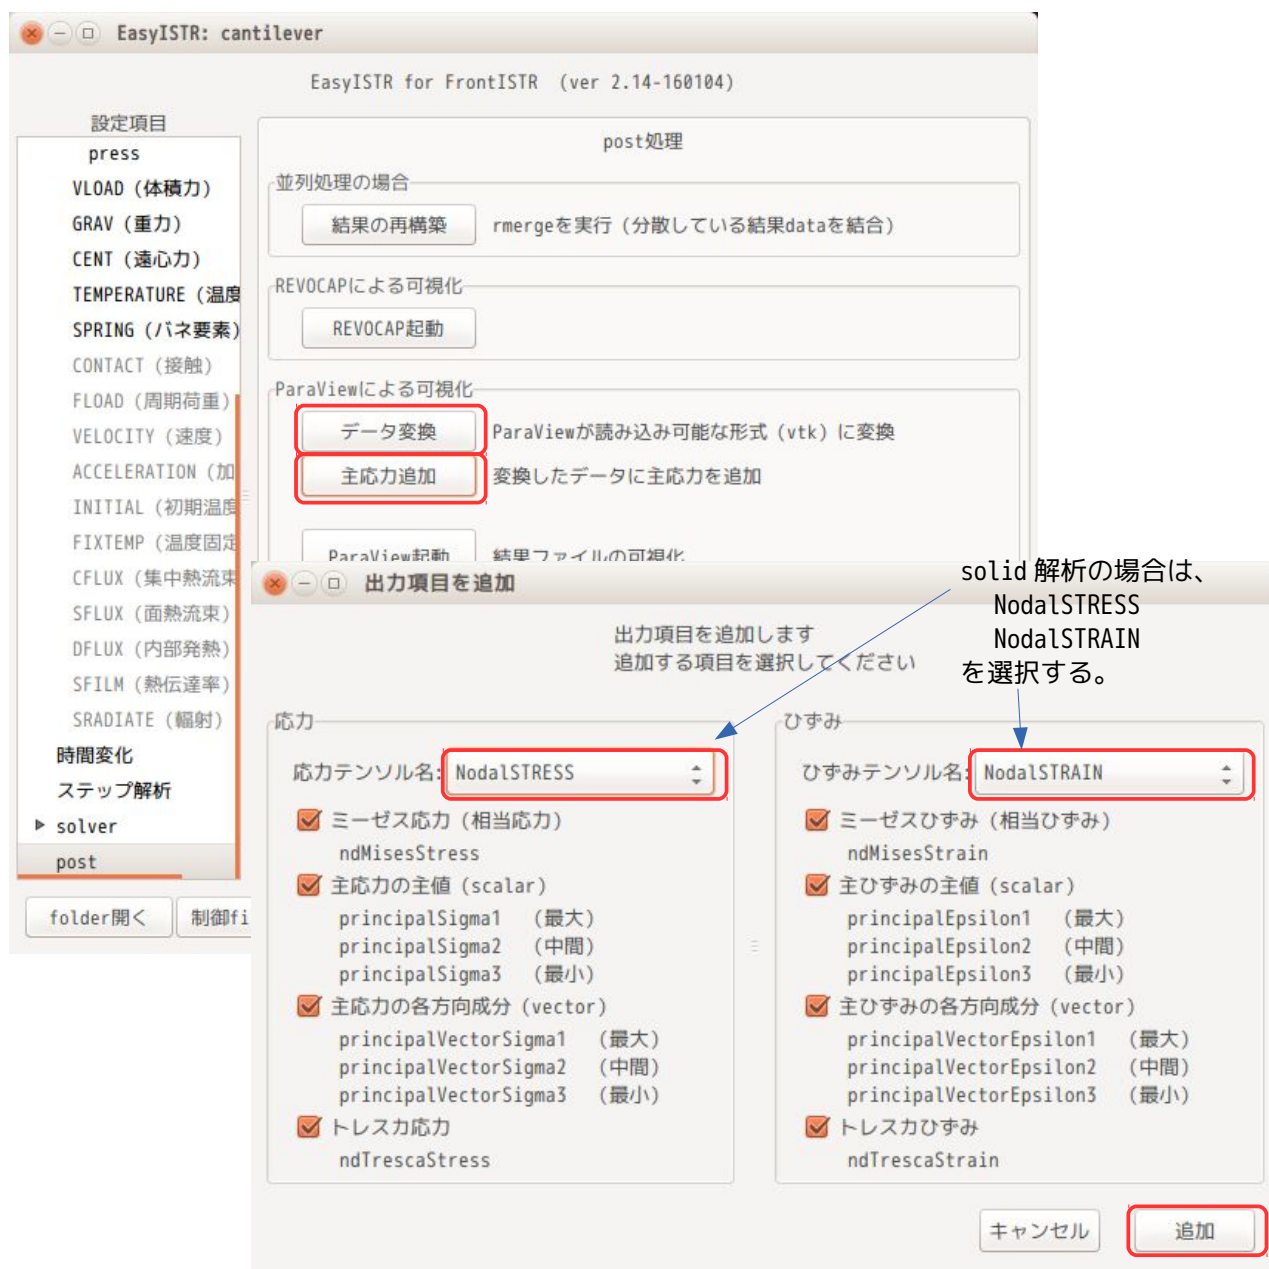 EasyISTR: cantilever
EasyISTR for FrontISTR (ver 2.14-160104)
設定項目
press
VLOAD (体積力)
GRAV (重力)
CENT (遠心力)
TEMPERATURE (温度
SPRING (バネ要素)
CONTACT (接触)
FLOAD (周期荷重)
VELOCITY (速度)
ACCELERATION (加
INITIAL (初期温度
FIXTEMP (温度固定
CFLUX (集中熱流束
SFLUX (面熱流束)
DFLUX (内部発熱)
SFILM (熱伝達率)
SRADIATE (輻射)
時間変化
ステップ解析
solver
post
folder開く
制御fi
post処理
並列処理の場合
結果の再構築 rmergeを実行 (分散している結果dataを結合)
REVOCAPによる可視化
REVOCAP起動
ParaViewによる可視化
データ変換 ParaViewが読み込み可能な形式 (vtk) に変換
主応力追加 変換したデータに主応力を追加
ParaView起動 結果ファイルの可視化
solid 解析の場合は、
NodalSTRESS
NodalSTRAIN
を選択する。
出力項目を追加
出力項目を追加します
追加する項目を選択してください
応力
応力テンソル名: NodalSTRESS
ミーゼス応力 (相当応力)
ndMisesStress
主応力の主値 (scalar)
principalSigma1 (最大)
principalSigma2 (中間)
principalSigma3 (最小)
主応力の各方向成分 (vector)
principalVectorSigma1 (最大)
principalVectorSigma2 (中間)
principalVectorSigma3 (最小)
トレスカ応力
ndTrescaStress
ひずみ
ひずみテンソル名: NodalSTRAIN
ミーゼスひずみ (相当ひずみ)
ndMisesStrain
主ひずみの主値 (scalar)
principalEpsilon1 (最大)
principalEpsilon2 (中間)
principalEpsilon3 (最小)
主ひずみの各方向成分 (vector)
principalVectorEpsilon1 (最大)
principalVectorEpsilon2 (中間)
principalVectorEpsilon3 (最小)
トレスカひずみ
ndTrescaStrain
キャンセル
追加